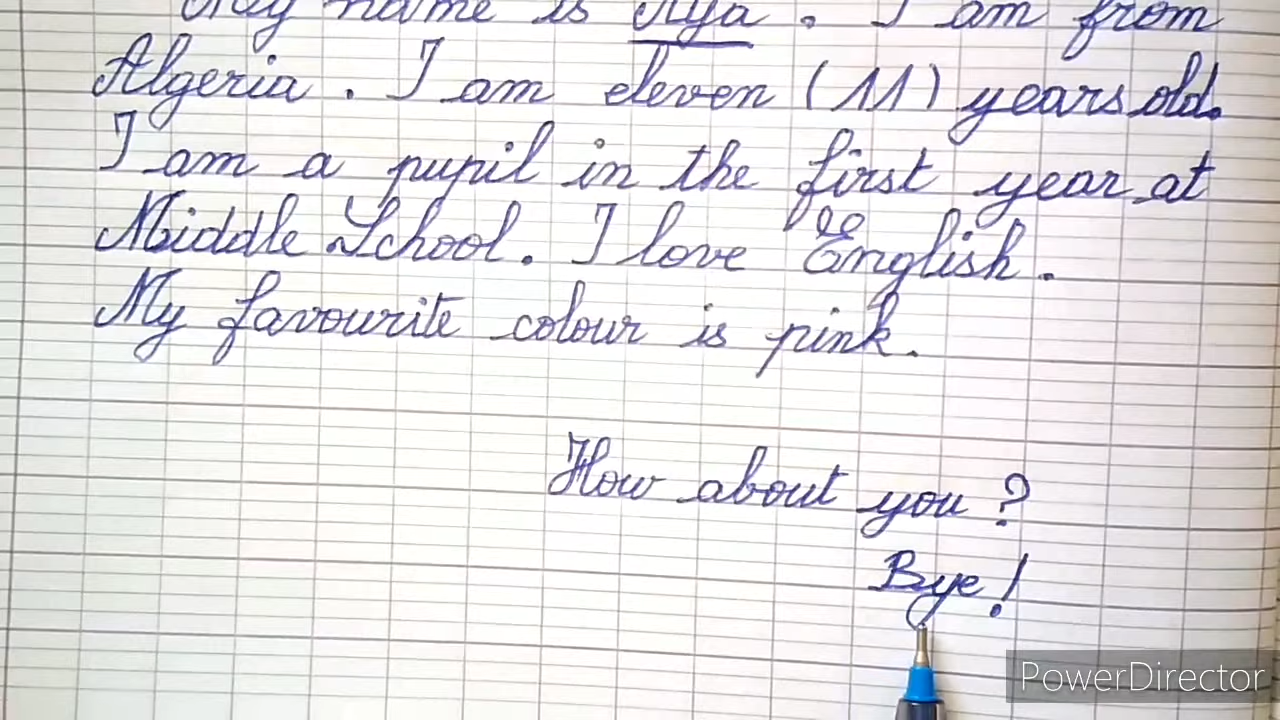 My name is Aya. I am from
Algeria. I am eleven (11) years old.
I am a pupil in the first year at
Middle School. I love English.
My favourite colour is pink.
How about you?
Bye!
PowerDirector